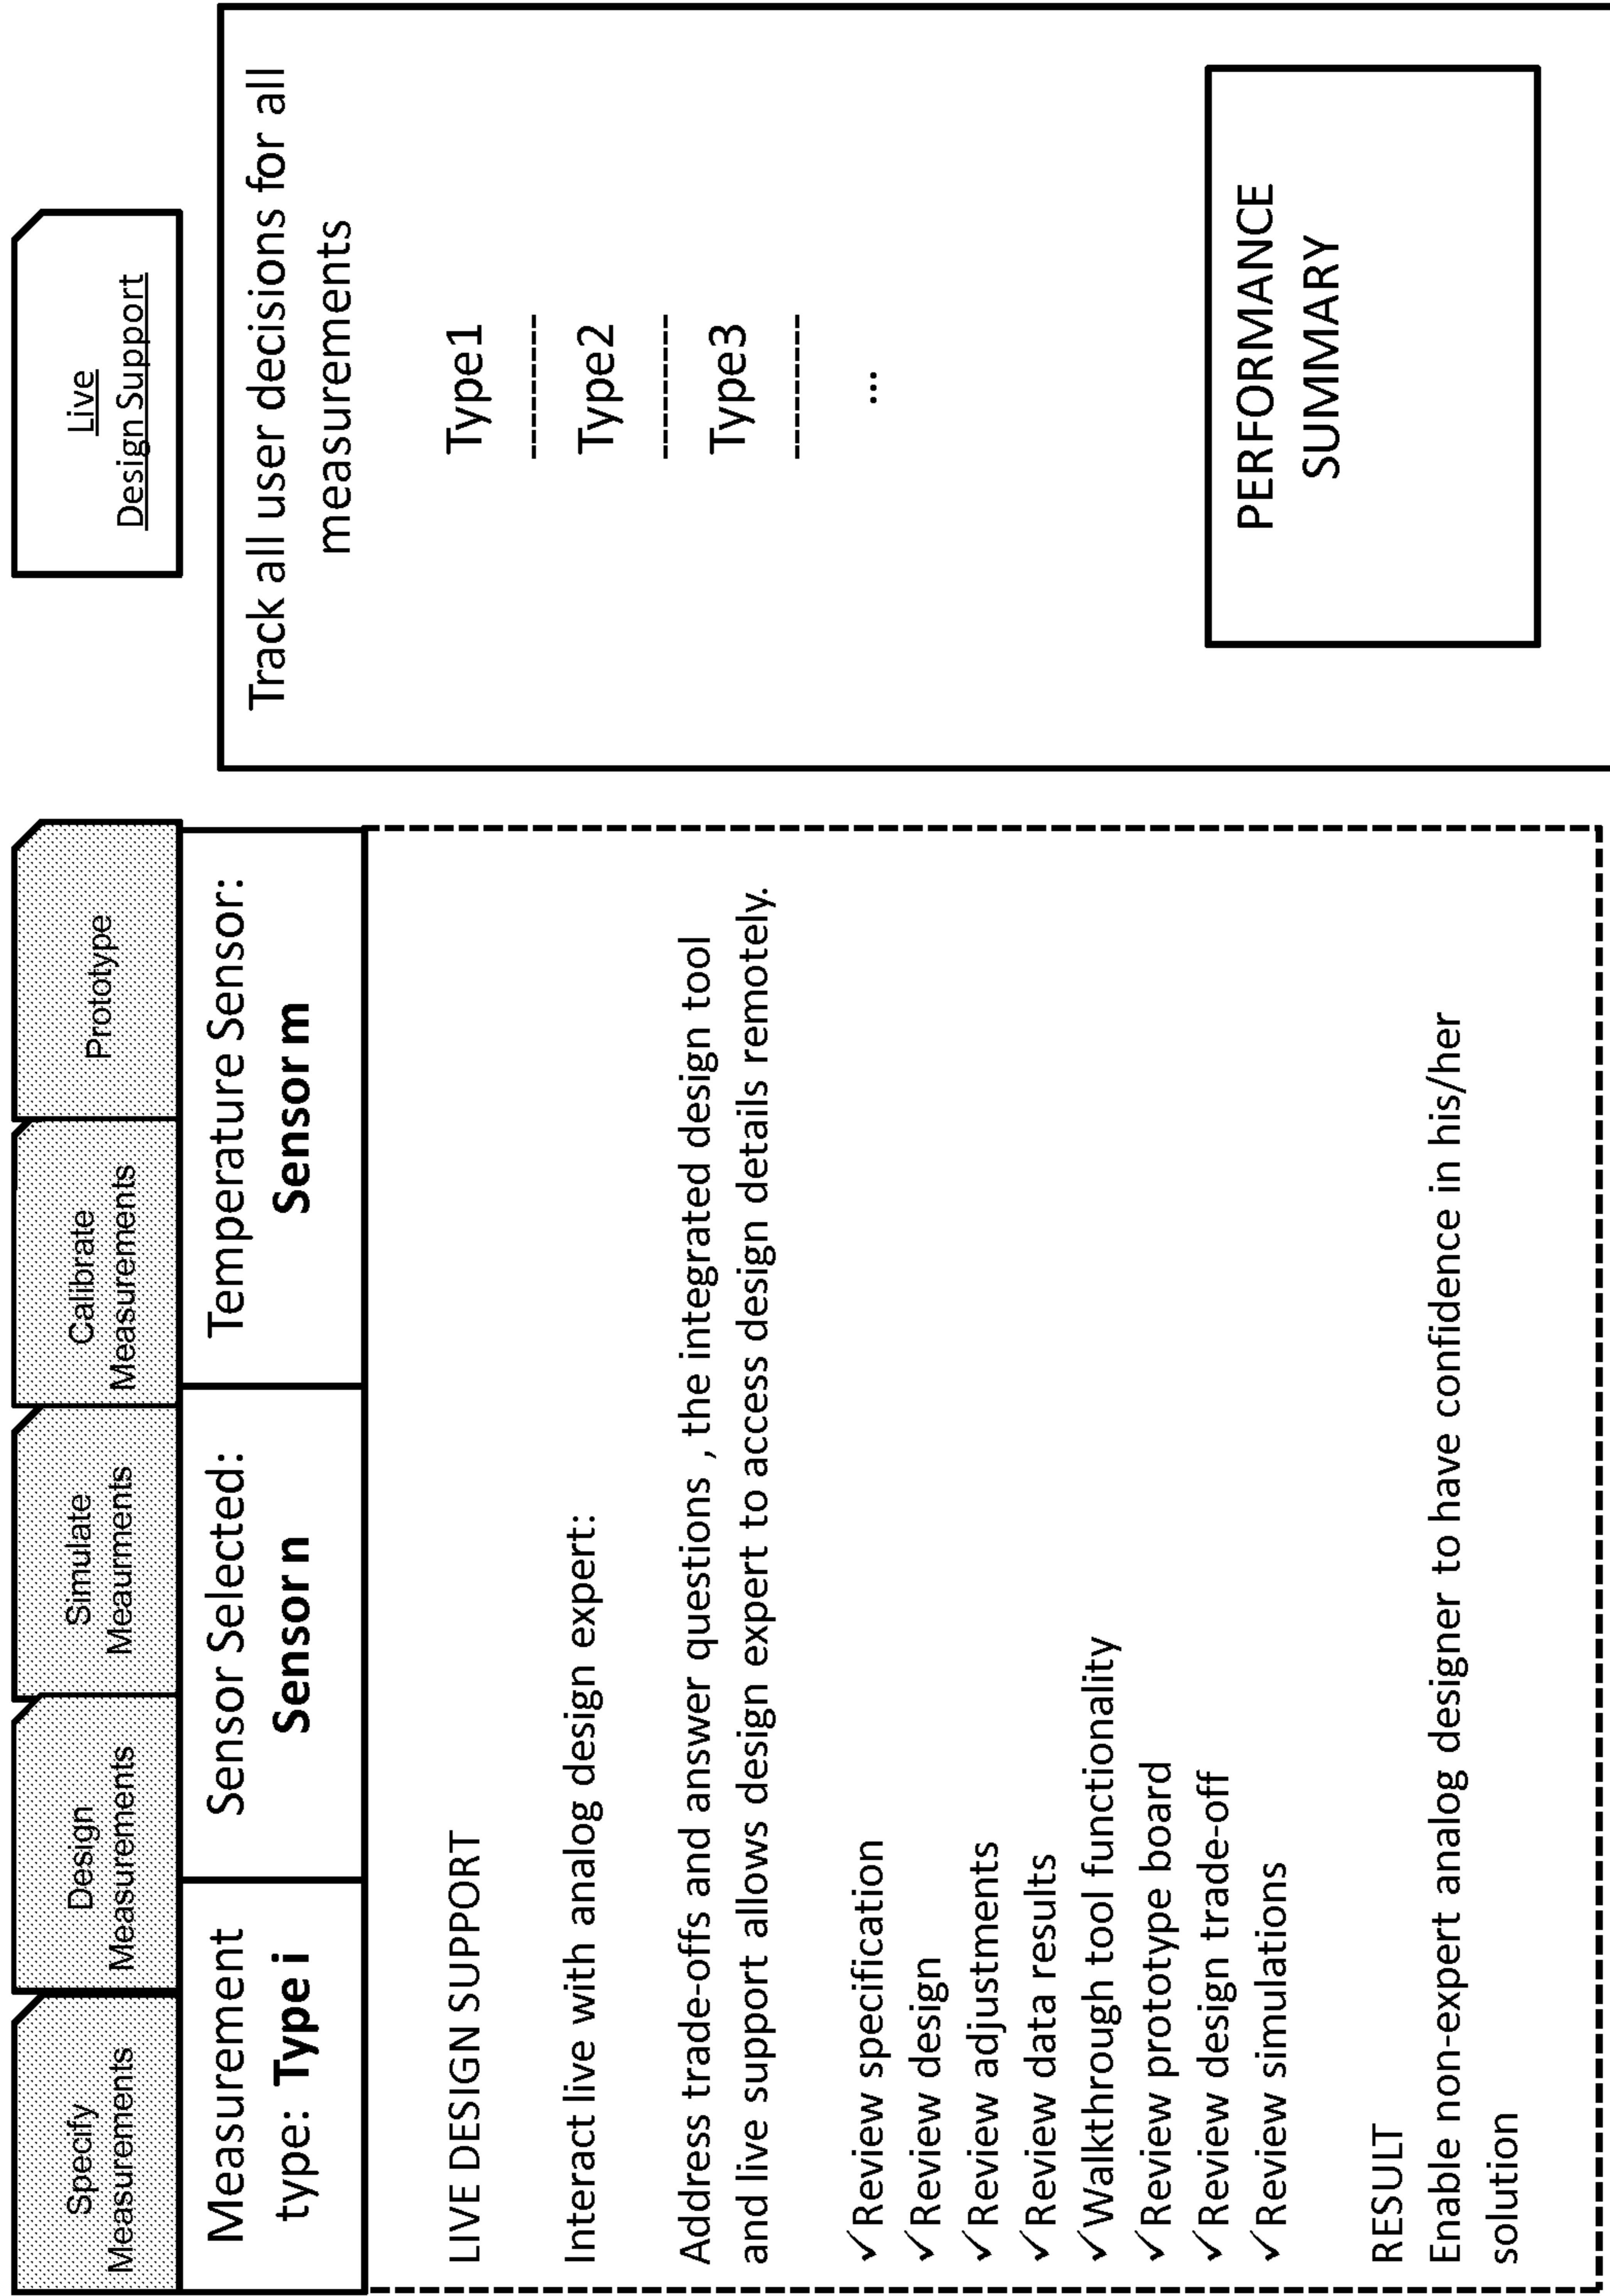 Specify
Measurements
Design
Measurements
Simulate
Meaurments
Calibrate
Measurements
Prototype
Live
Design Support
Measurement
type: Type i
Sensor Selected:
Sensor n
Temperature Sensor:
Sensor m
LIVE DESIGN SUPPORT
Interact live with analog design expert:
Address trade-offs and answer questions , the integrated design tool
and live support allows design expert to access design details remotely.
✓Review specification
✓Review design
✓Review adjustments
✓Review data results
✓Walkthrough tool functionality
✓Review prototype board
✓Review design trade-off
✓Review simulations
RESULT
Enable non-expert analog designer to have confidence in his/her
solution
Track all user decisions for all
measurements
Type1
Type2
Type3
...
PERFORMANCE
SUMMARY